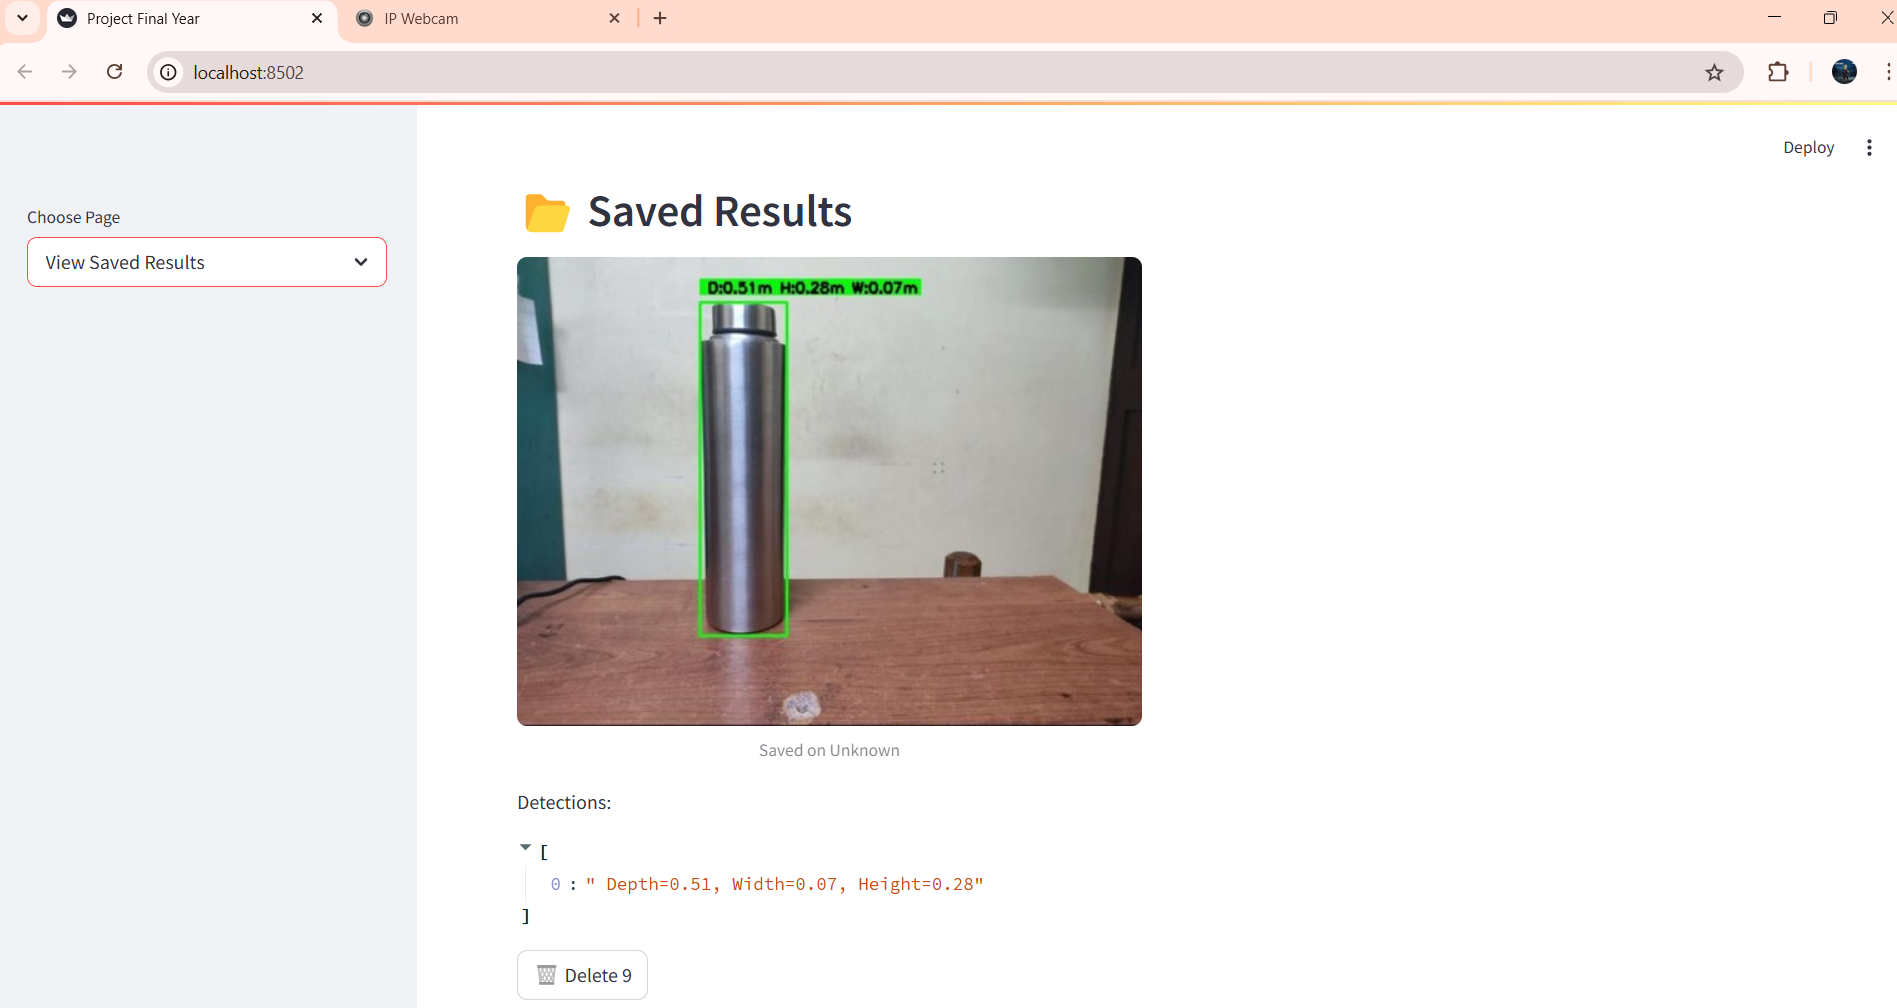 Project Final Year
IP Webcam
localhost:8502
Deploy
Choose Page
View Saved Results
Saved Results
D:0.51m H:0.28m W:0.07m
Saved on Unknown
Detections:
[
0 : " Depth=0.51, Width=0.07, Height=0.28"
]
Delete 9